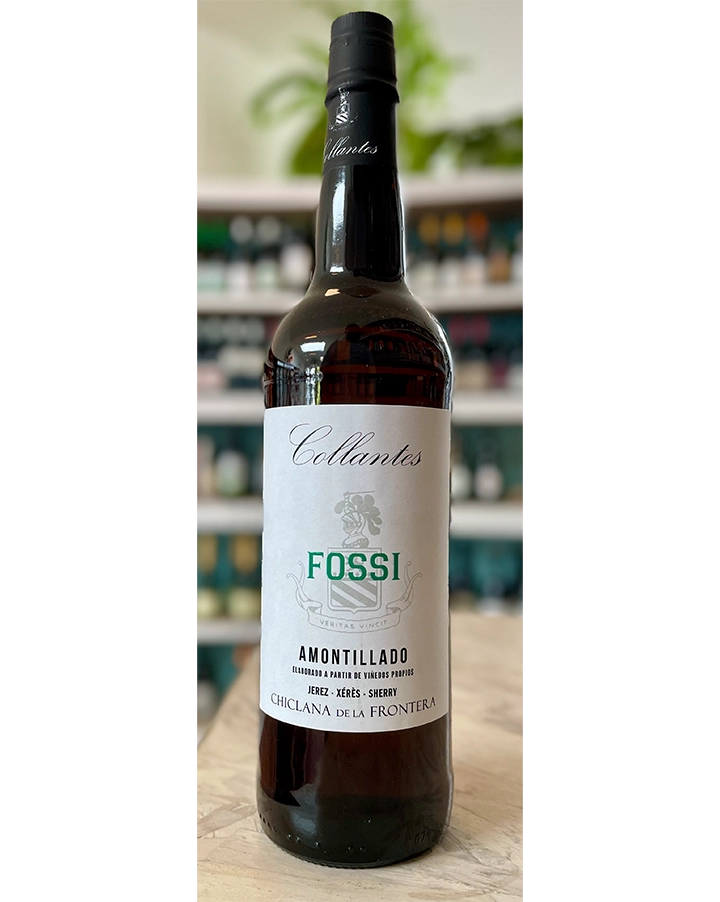 Collantes
Collantes
FOSSI
VERITAS VINCIT
AMONTILLADO
ELABORADO A PARTIR DE VIÑEDOS PROPIOS
JEREZ - XÉRÈS - SHERRY
CHICLANA DE LA FRONTERA